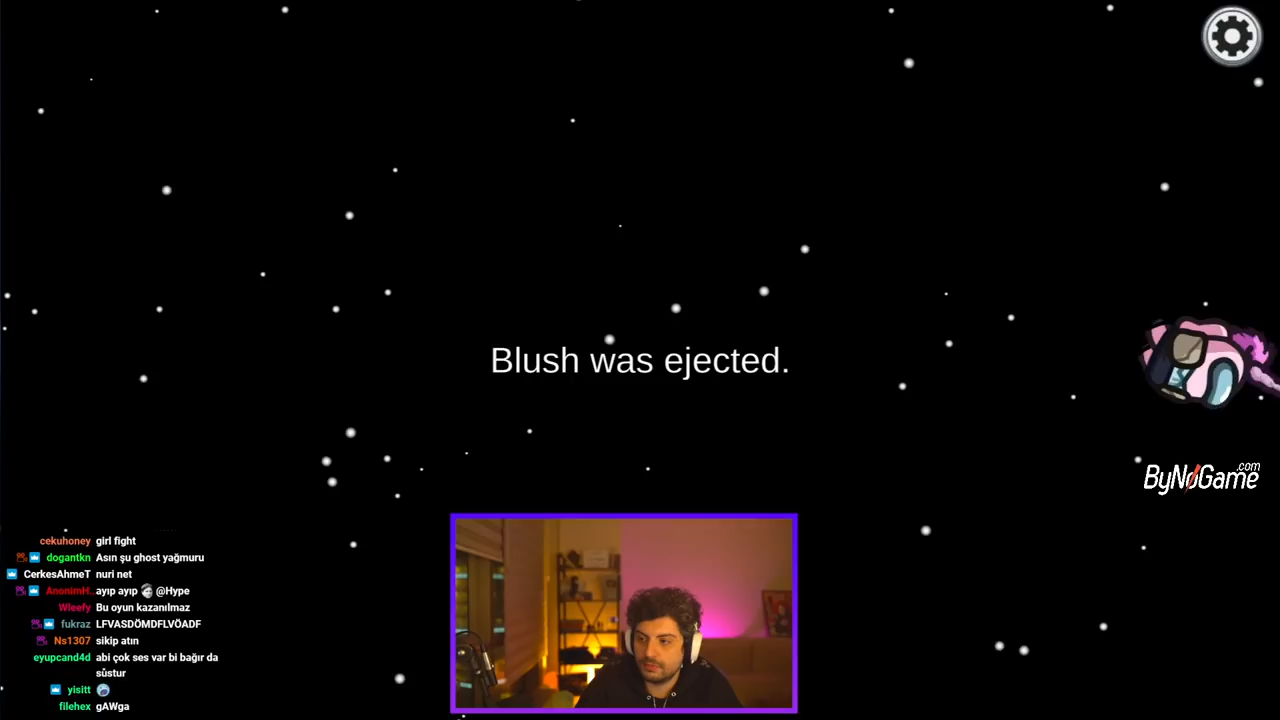 Blush was ejected.
ByNoGame.com
cekuhoney girl fight
dogantkn Asın şu ghost yağmuru
CerkesAhmeT nuri net
AnonimH.. ayıp ayıp @Hype
Wleefy Bu oyun kazanılmaz
fukraz LFVASDÖMDFLVÖADF
Ns1307 sikip atın
eyupcand4d abi çok ses var bi bağır da
sustur
yisitt
filehex gAWga